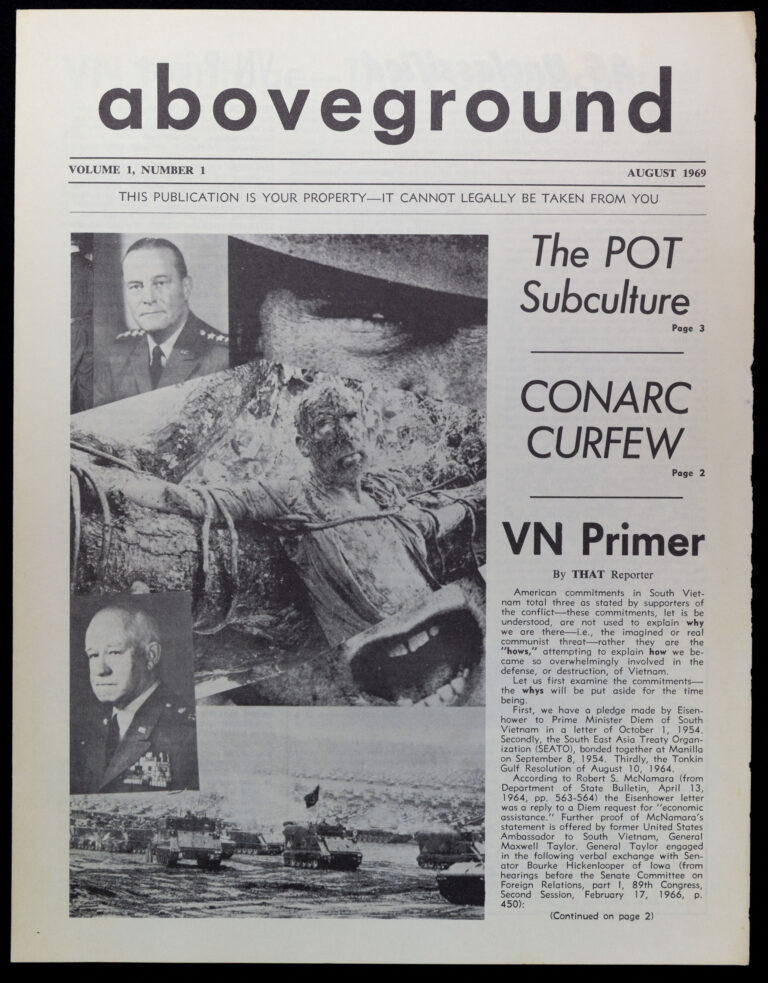 aboveground
VOLUME 1, NUMBER 1
AUGUST 1969
THIS PUBLICATION IS YOUR PROPERTY—IT CANNOT LEGALLY BE TAKEN FROM YOU
The POT
Subculture
Page 3
CONARC
CURFEW
Page 2
VN Primer
By THAT Reporter
American commitments in South Viet-
nam total three as stated by supporters of
the conflict—these commitments, let is be
understood, are not used to explain why
we are there—i.e., the imagined or real
communist threat—rather they are the
"hows," attempting to explain how we be-
came so overwhelmingly involved in the
defense, or destruction, of Vietnam.
Let us first examine the commitments—
the whys will be put aside for the time
being.
First, we have a pledge made by Eisen-
hower to Prime Minister Diem of South
Vietnam in a letter of October 1, 1954.
Secondly, the South East Asia Treaty Organ-
ization (SEATO), bonded together at Manilla
on September 8, 1954. Thirdly, the Tonkin
Gulf Resolution of August 10, 1964.
According to Robert S. McNamara (from
Department of State Bulletin, April 13,
1964, pp. 563-564) the Eisenhower letter
was a reply to a Diem request for "economic
assistance." Further proof of McNamara's
statement is offered by former United States
Ambassador to South Vietnam, General
Maxwell Taylor. General Taylor engaged
in the following verbal exchange with Sen-
ator Bourke Hickenlooper of Iowa (from
hearings before the Senate Committee on
Foreign Relations, part I, 89th Congress,
Second Session, February 17, 1966, p.
450):
(Continued on page 2)